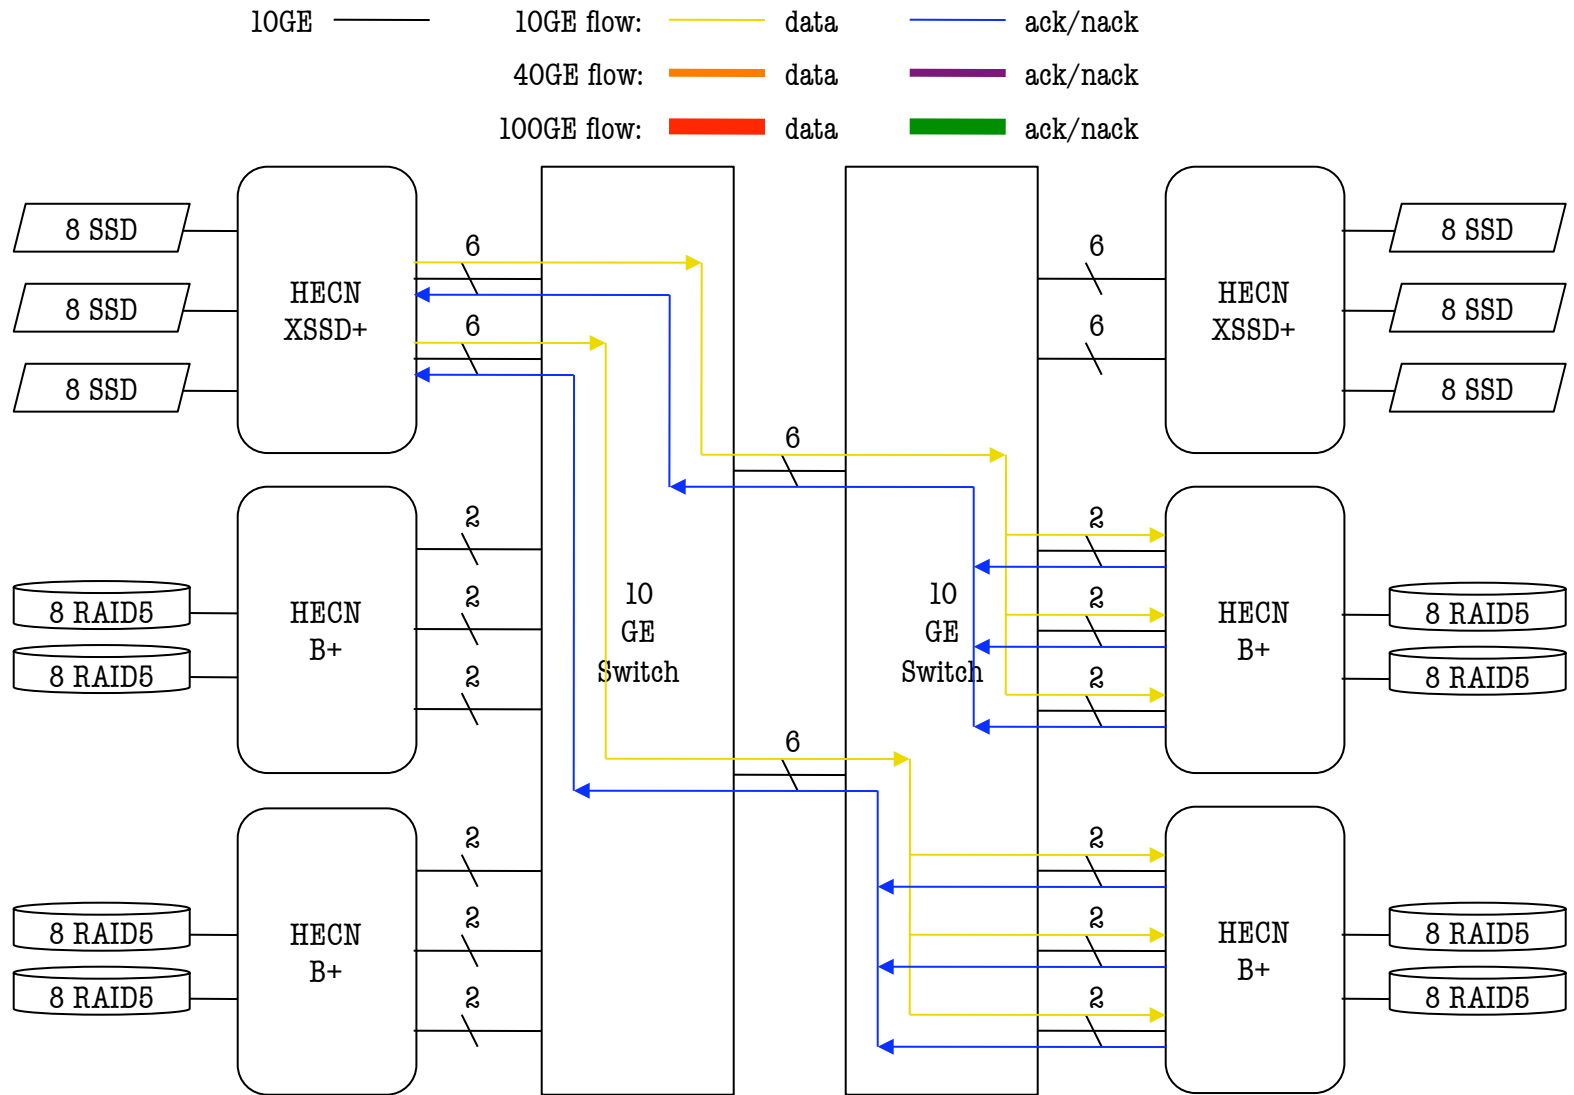 10GE 10GE flow: data ack/nack
40GE flow: data ack/nack
100GE flow: data ack/nack
8 SSD
8 SSD
8 SSD
HECN
XSSD+
6
6
8 RAID5
8 RAID5
HECN
B+
2
2
2
8 RAID5
8 RAID5
HECN
B+
2
2
2
10
GE
Switch
6
6
10
GE
Switch
6
6
HECN
XSSD+
8 SSD
8 SSD
8 SSD
2
2
2
HECN
B+
8 RAID5
8 RAID5
2
2
2
HECN
B+
8 RAID5
8 RAID5